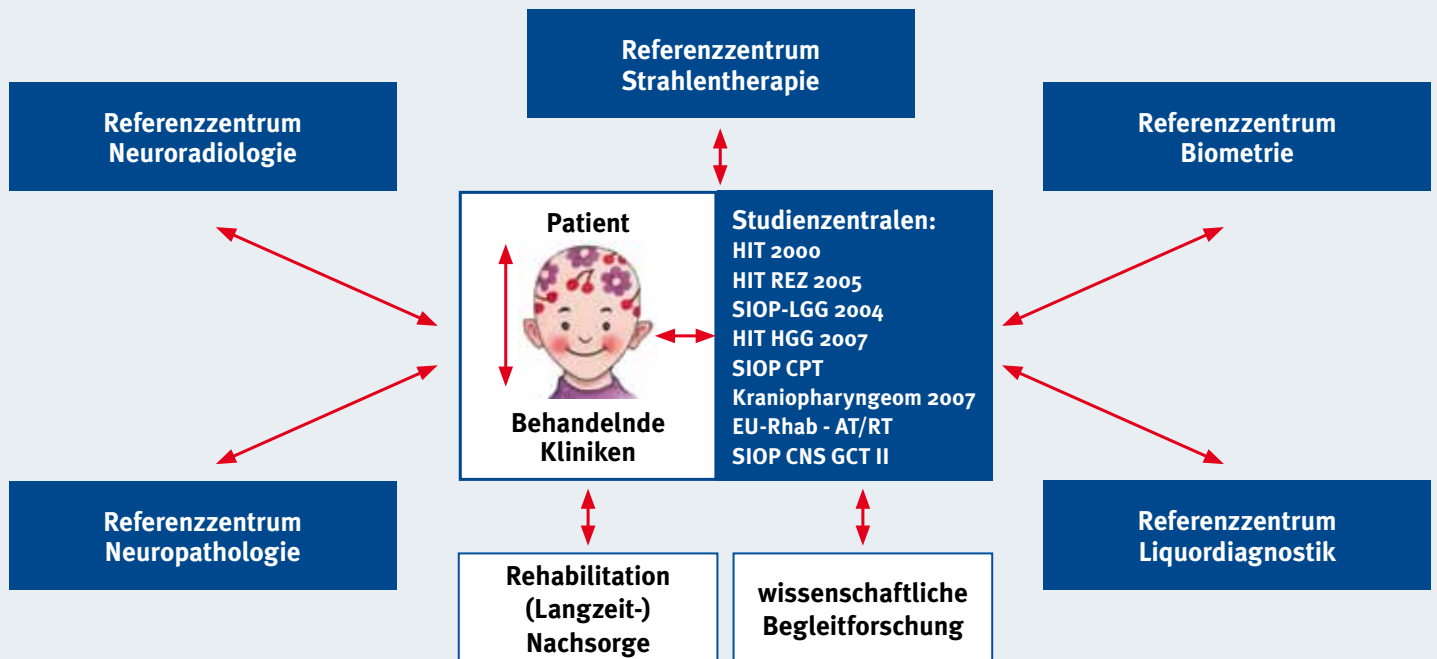 Referenzzentrum
Strahlentherapie
Referenzzentrum
Neuroradiologie
Referenzzentrum
Biometrie
Patient
Behandelnde
Kliniken
Studienzentralen:
HIT 2000
HIT REZ 2005
SIOP-LGG 2004
HIT HGG 2007
SIOP CPT
Kraniopharyngeom 2007
EU-Rhab - AT/RT
SIOP CNS GCT II
Referenzzentrum
Neuropathologie
Referenzzentrum
Liquordiagnostik
Rehabilitation
(Langzeit-)
Nachsorge
wissenschaftliche
Begleitforschung